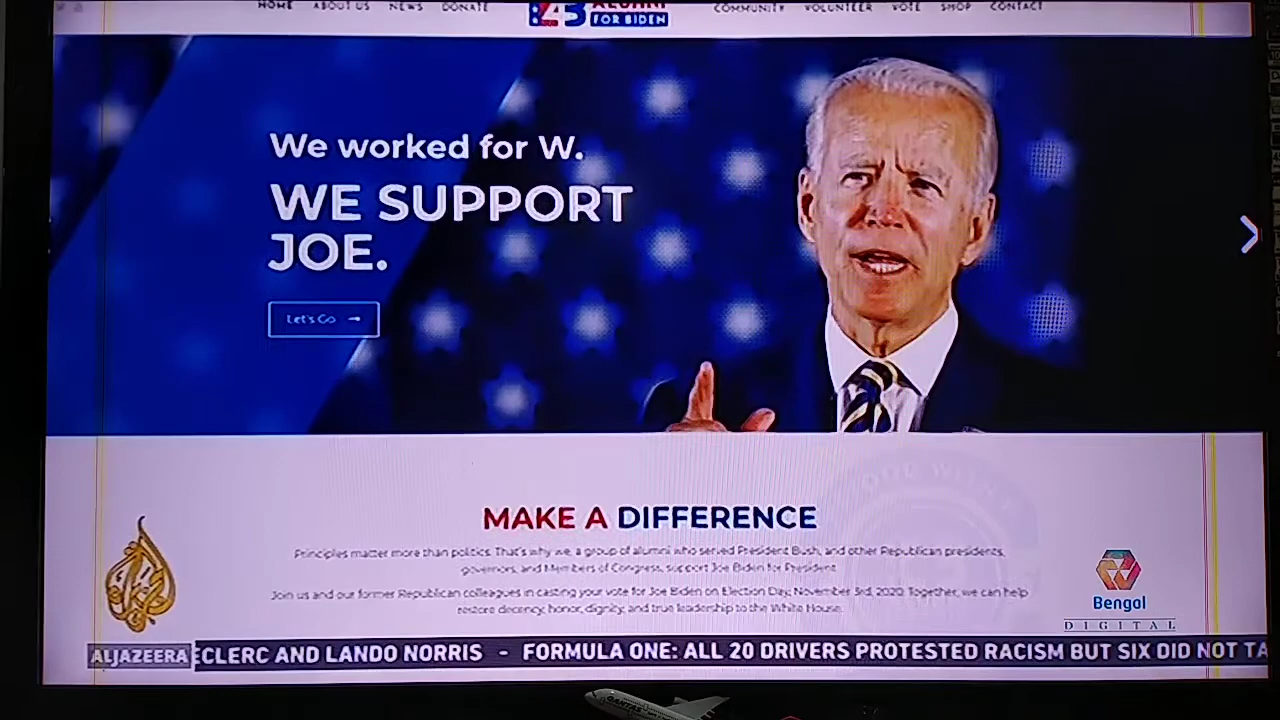 HOME ABOUT US NEWS DONATE
43 ALUMNI
FOR BIDEN
COMMUNITY VOLUNTEER VOTE SHOP CONTACT
We worked for W.
WE SUPPORT
JOE.
Let's Go
MAKE A DIFFERENCE
Principles matter more than politics. That's why we, a group of alumni who served President Bush, and other Republican presidents,
governors, and Members of Congress, support Joe Biden for President.
Join us and our former Republican colleagues in casting your vote for Joe Biden on Election Day, November 3rd, 2020. Together, we can help
restore decency, honor, dignity, and true leadership to the White House.
Bengal
DIGITAL
ALJAZEERA ECLERC AND LANDO NORRIS - FORMULA ONE: ALL 20 DRIVERS PROTESTED RACISM BUT SIX DID NOT TA
QANTAS